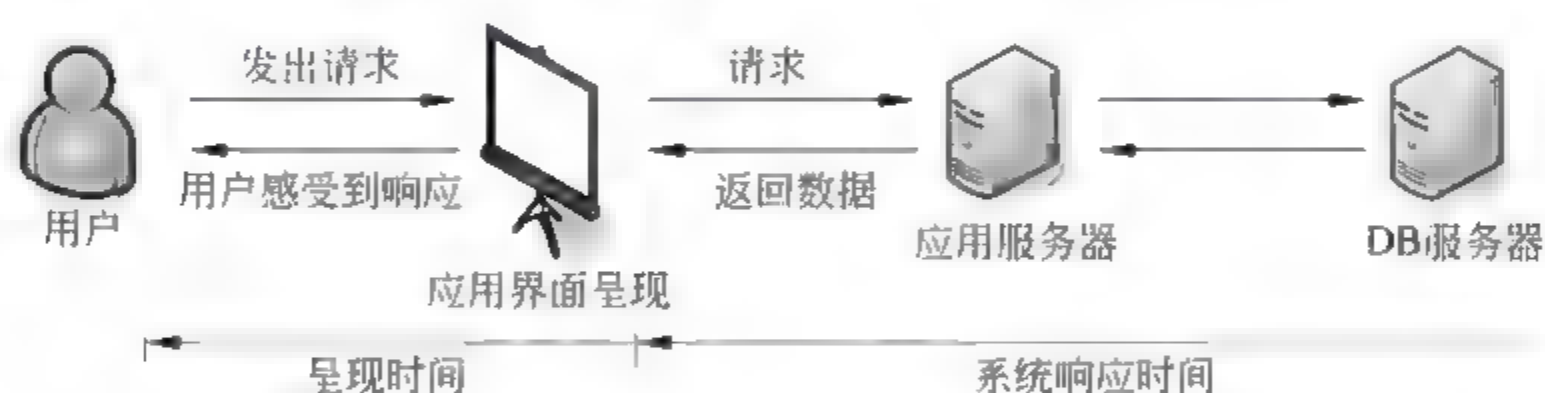 发出请求
请求
用户感受到响应
返回数据
用户
应用服务器
DB服务器
应用界面呈现
呈现时间
系统响应时间